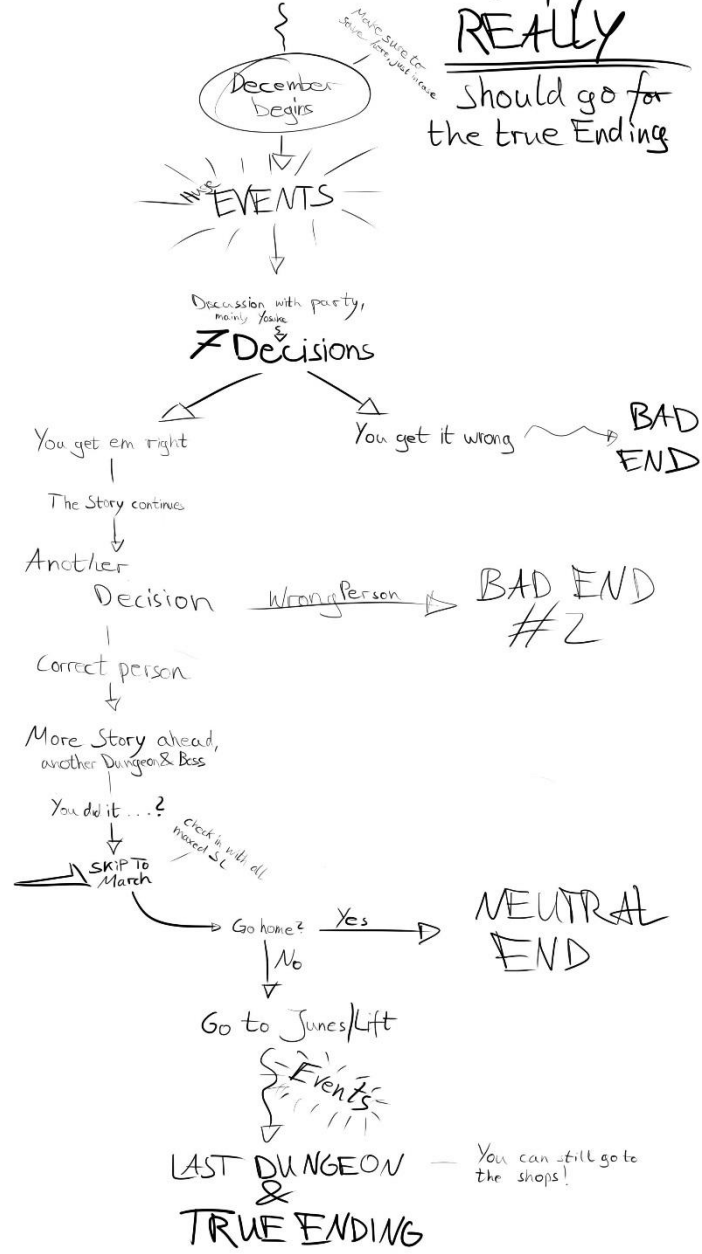 REALLY
should go for
the true Ending
Make sure to
save here, just in case
December
begins
Huge
EVENTS
Discussion with party,
mainly Yosuke
7 Decisions
You get em right
You get it wrong
BAD
END
The Story continues
Another
Decision
Wrong Person
BAD END
#2
Correct person
More Story ahead,
another Dungeon & Boss
You did it ...?
check in with all
maxed SL
SKIP TO
March
Go home?
Yes
NEUTRAL
END
No
Go to Junes/Lift
Events
LAST DUNGEON
&
TRUE ENDING
You can still go to
the shops!